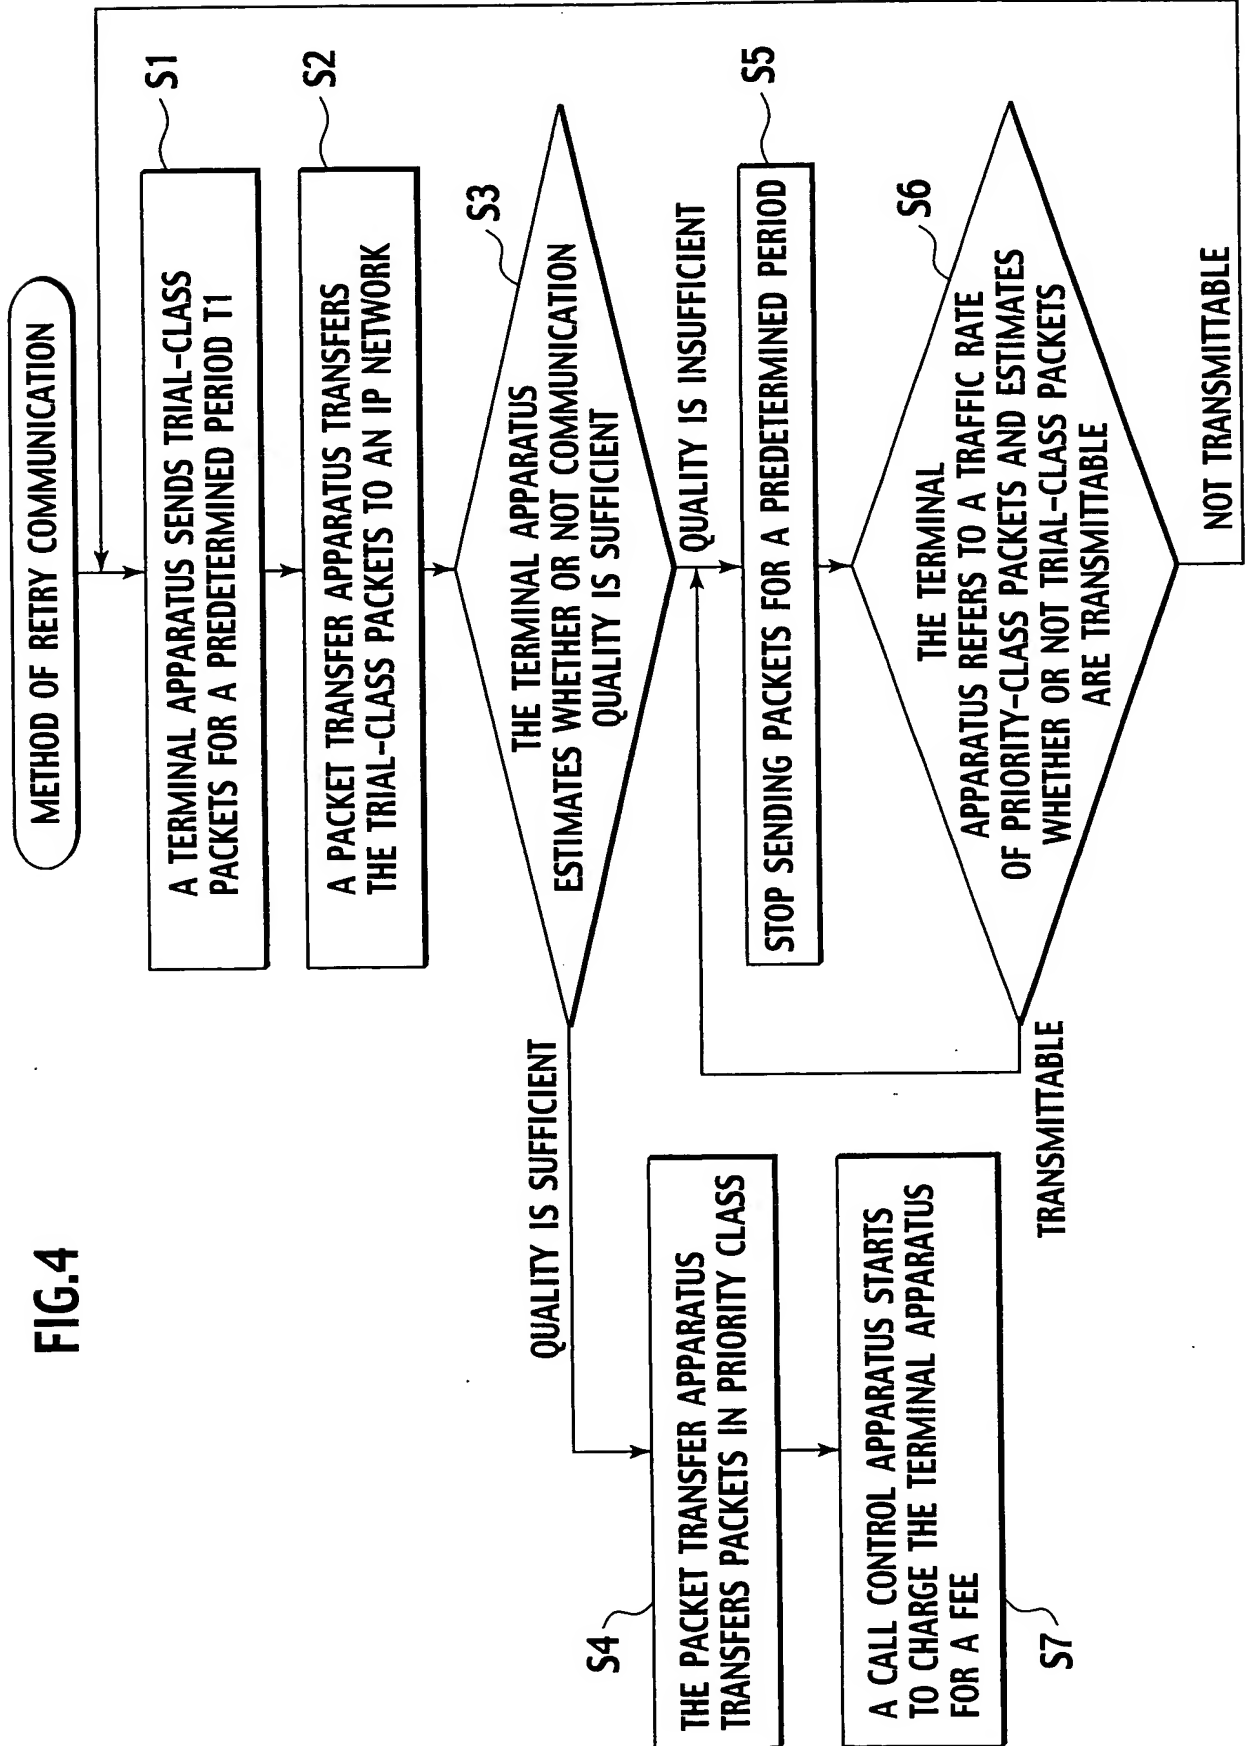 FIG.4
METHOD OF RETRY COMMUNICATION
S1
A TERMINAL APPARATUS SENDS TRIAL-CLASS
PACKETS FOR A PREDETERMINED PERIOD T1
S2
A PACKET TRANSFER APPARATUS TRANSFERS
THE TRIAL-CLASS PACKETS TO AN IP NETWORK
S3
THE TERMINAL APPARATUS
ESTIMATES WHETHER OR NOT COMMUNICATION
QUALITY IS SUFFICIENT
QUALITY IS SUFFICIENT
QUALITY IS INSUFFICIENT
S4
THE PACKET TRANSFER APPARATUS
TRANSFERS PACKETS IN PRIORITY CLASS
S5
STOP SENDING PACKETS FOR A PREDETERMINED PERIOD
S6
THE TERMINAL
APPARATUS REFERS TO A TRAFFIC RATE
OF PRIORITY-CLASS PACKETS AND ESTIMATES
WHETHER OR NOT TRIAL-CLASS PACKETS
ARE TRANSMITTABLE
TRANSMITTABLE
NOT TRANSMITTABLE
A CALL CONTROL APPARATUS STARTS
TO CHARGE THE TERMINAL APPARATUS
FOR A FEE
S7